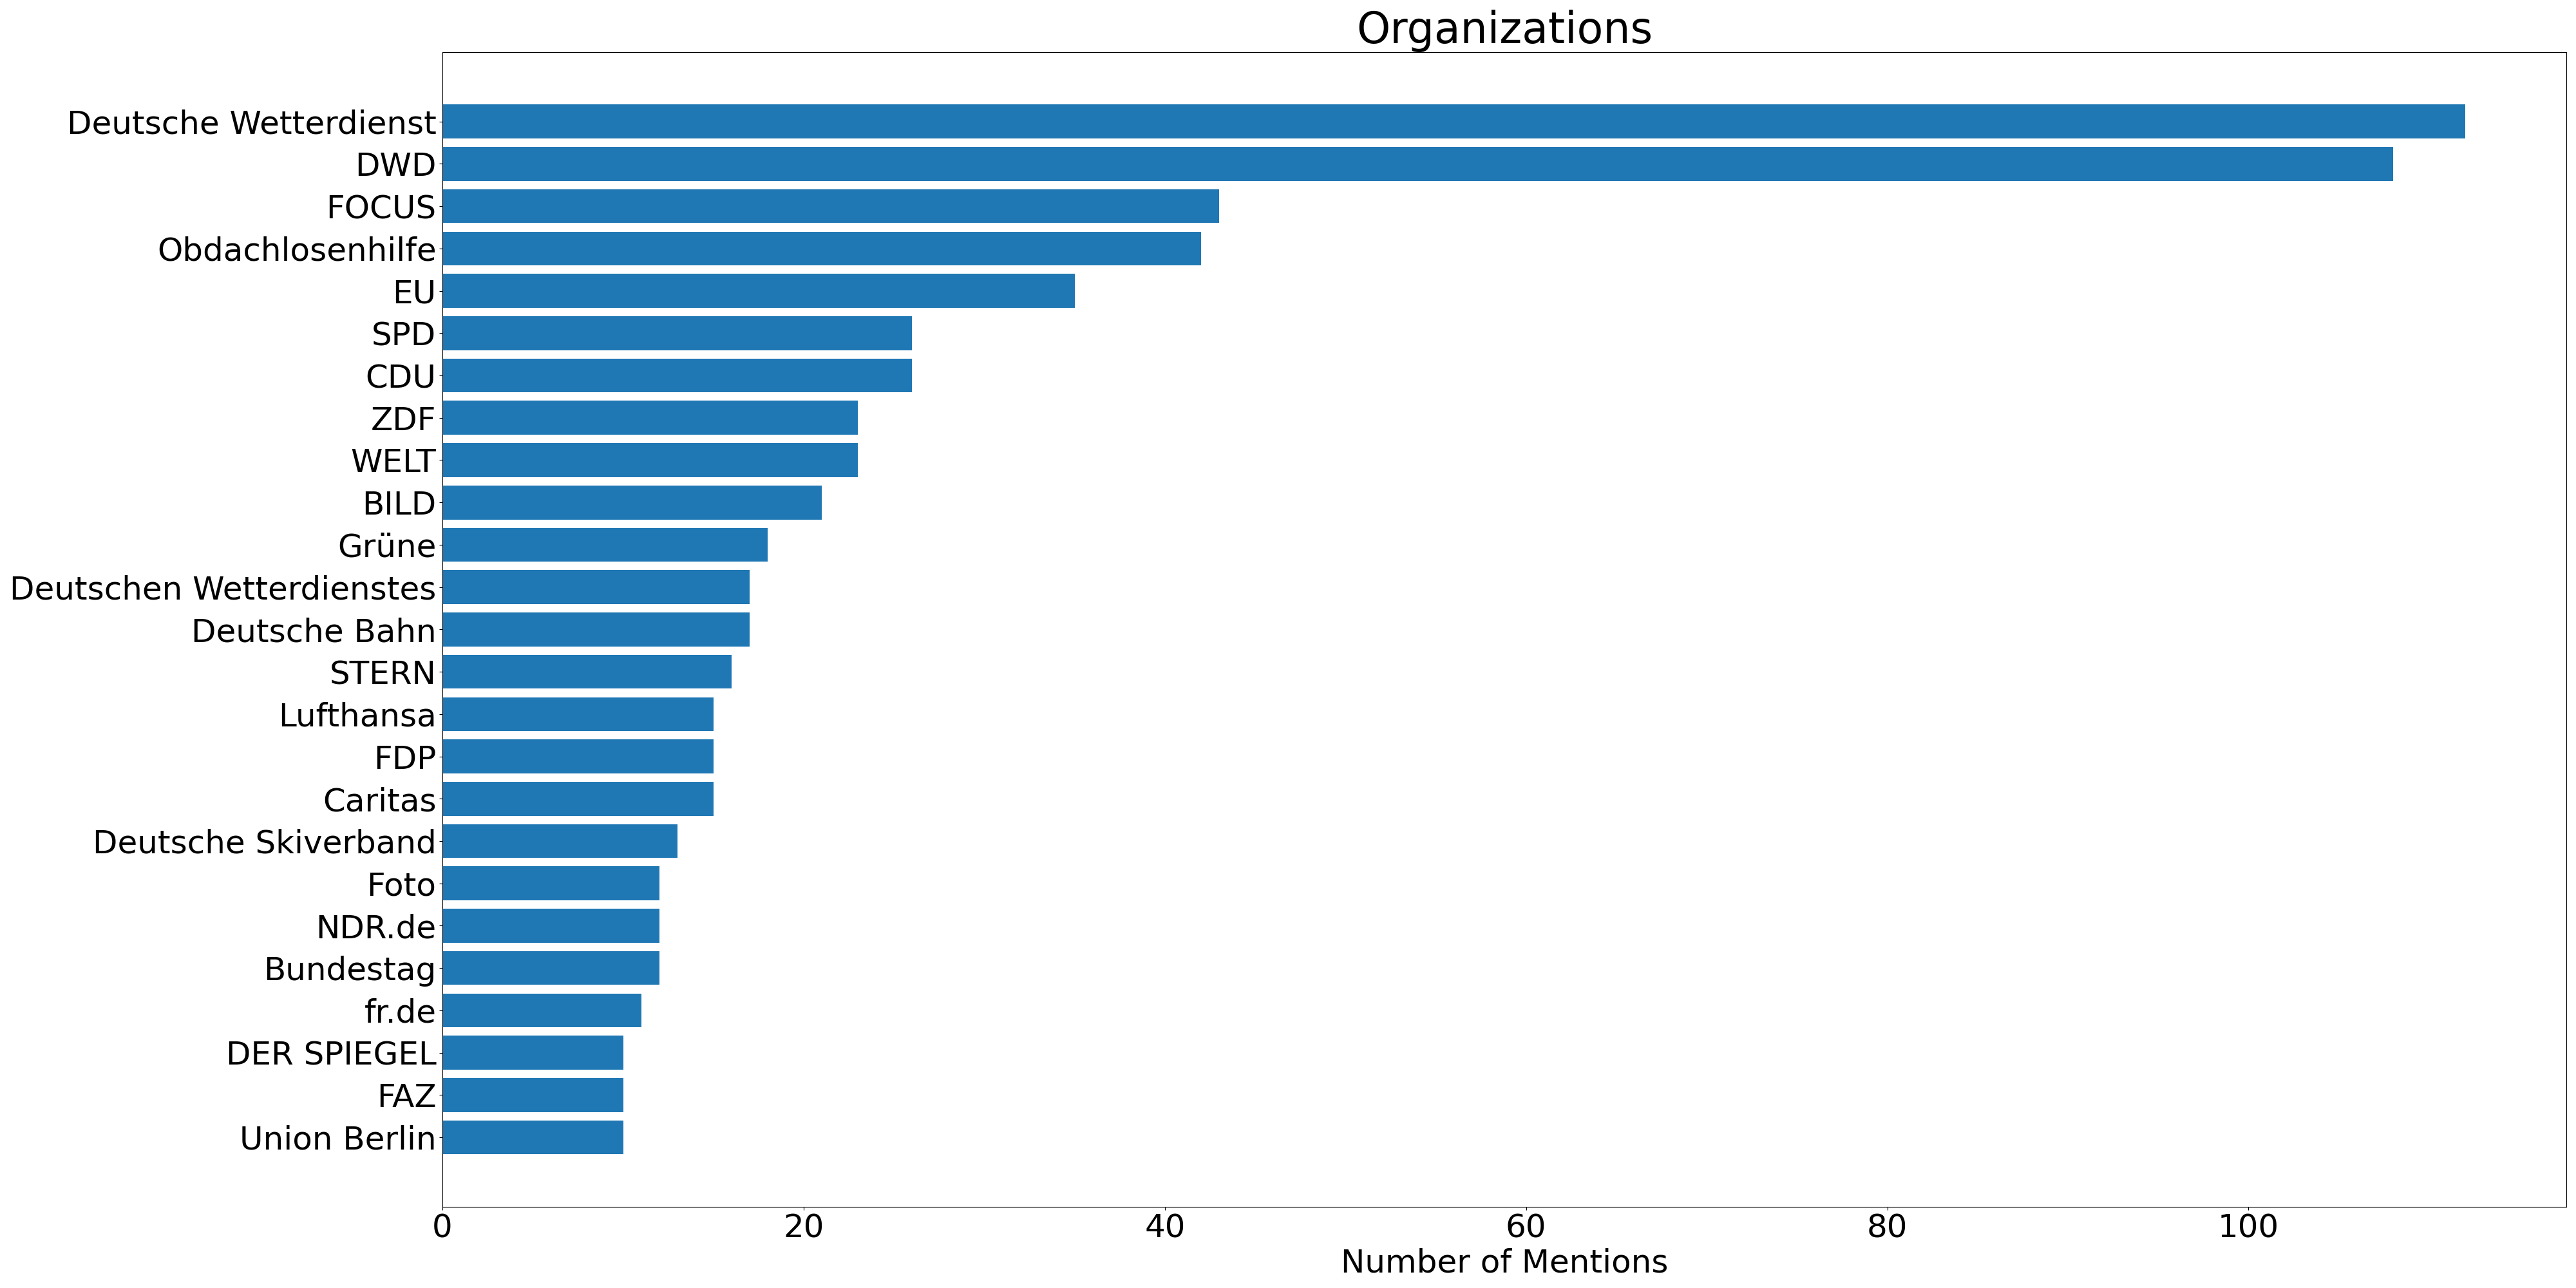 Organizations
Deutsche Wetterdienst
DWD
FOCUS
Obdachlosenhilfe
EU
SPD
CDU
ZDF
WELT
BILD
Grüne
Deutschen Wetterdienstes
Deutsche Bahn
STERN
Lufthansa
FDP
Caritas
Deutsche Skiverband
Foto
NDR.de
Bundestag
fr.de
DER SPIEGEL
FAZ
Union Berlin
0 20 40 60 80 100
Number of Mentions